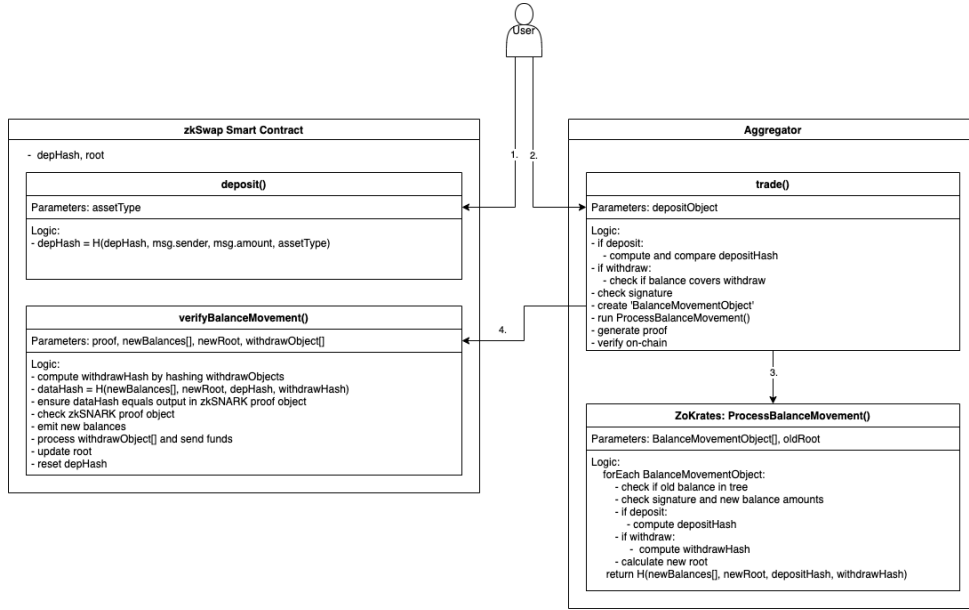 User
1.
2.
zkSwap Smart Contract
- depHash, root
deposit()
Parameters: assetType
Logic:
- depHash = H(depHash, msg.sender, msg.amount, assetType)
verifyBalanceMovement()
Parameters: proof, newBalances[], newRoot, withdrawObject[]
Logic:
- compute withdrawHash by hashing withdrawObjects
- dataHash = H(newBalances[], newRoot, depHash, withdrawHash)
- ensure dataHash equals output in zkSNARK proof object
- check zkSNARK proof object
- emit new balances
- process withdrawObject[] and send funds
- update root
- reset depHash
Aggregator
trade()
Parameters: depositObject
Logic:
- if deposit:
- compute and compare depositHash
- if withdraw:
- check if balance covers withdraw
- check signature
- create 'BalanceMovementObject'
- run ProcessBalanceMovement()
- generate proof
- verify on-chain
4.
3.
ZoKrates: ProcessBalanceMovement()
Parameters: BalanceMovementObject[], oldRoot
Logic:
forEach BalanceMovementObject:
- check if old balance in tree
- check signature and new balance amounts
- if deposit:
- compute depositHash
- if withdraw:
- compute withdrawHash
- calculate new root
return H(newBalances[], newRoot, depositHash, withdrawHash)